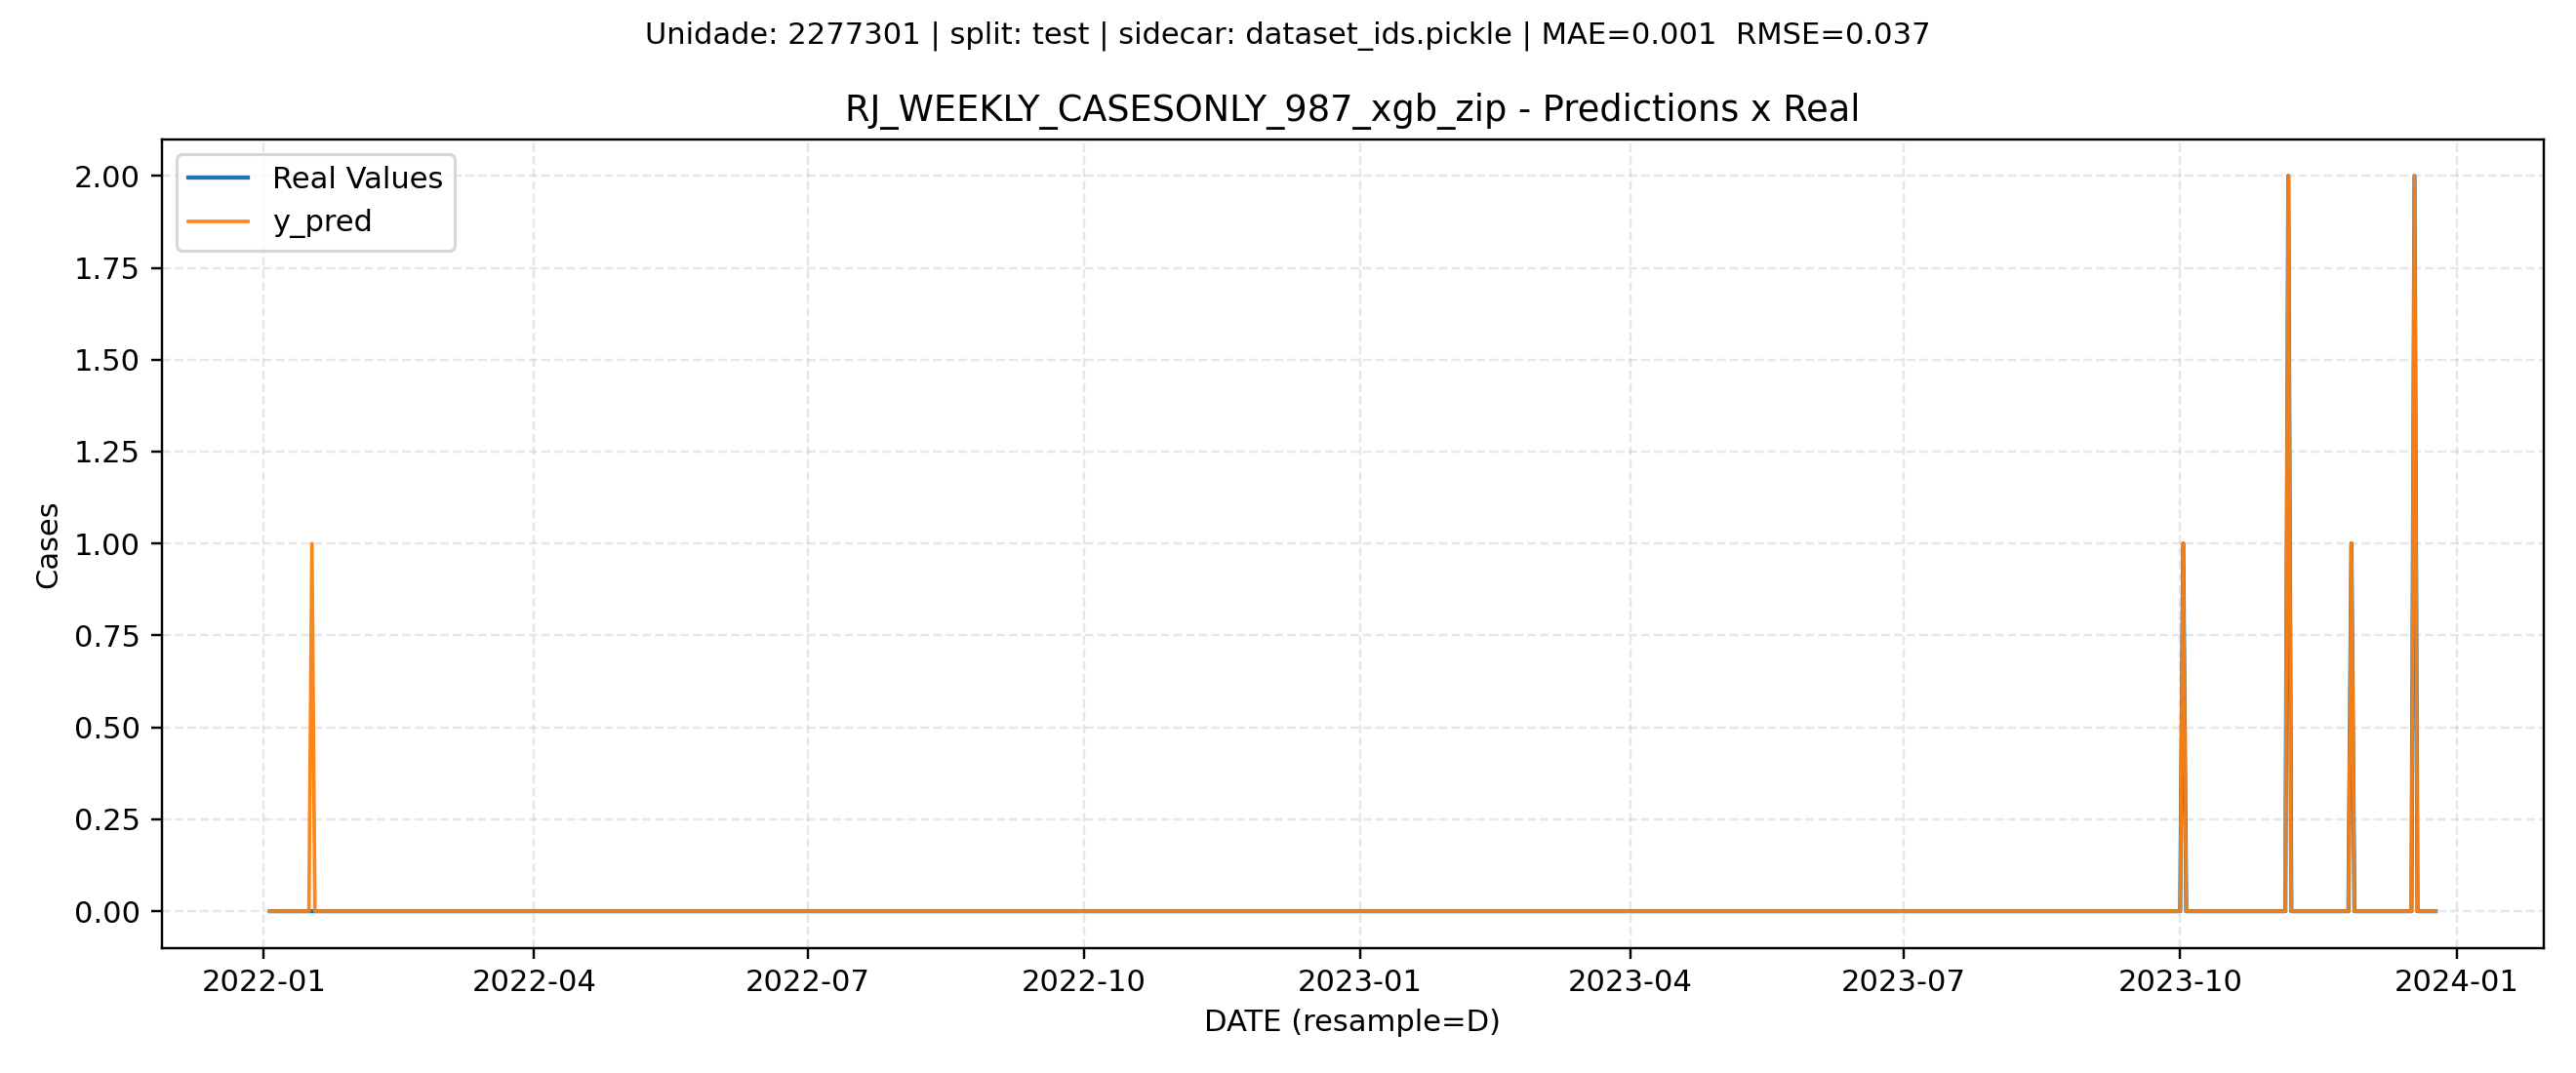 Unidade: 2277301 | split: test | sidecar: dataset_ids.pickle | MAE=0.001  RMSE=0.037
RJ_WEEKLY_CASESONLY_987_xgb_zip - Predictions x Real
Real Values
y_pred
2.00
1.75
1.50
1.25
1.00
0.75
0.50
0.25
0.00
Cases
2022-01 2022-04 2022-07 2022-10 2023-01 2023-04 2023-07 2023-10 2024-01
DATE (resample=D)